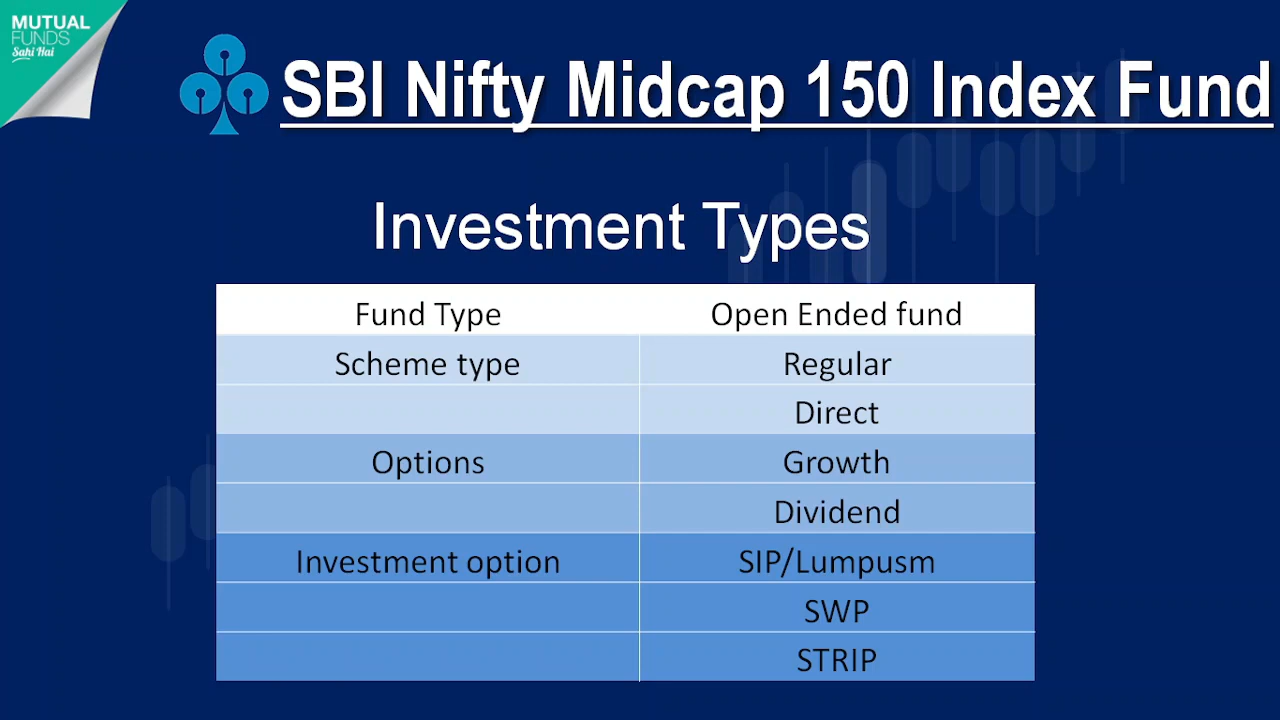 MUTUAL
FUNDS
Sahi Hai
SBI Nifty Midcap 150 Index Fund
Investment Types
Fund Type Open Ended fund
Scheme type Regular
Direct
Options Growth
Dividend
Investment option SIP/Lumpusm
SWP
STRIP